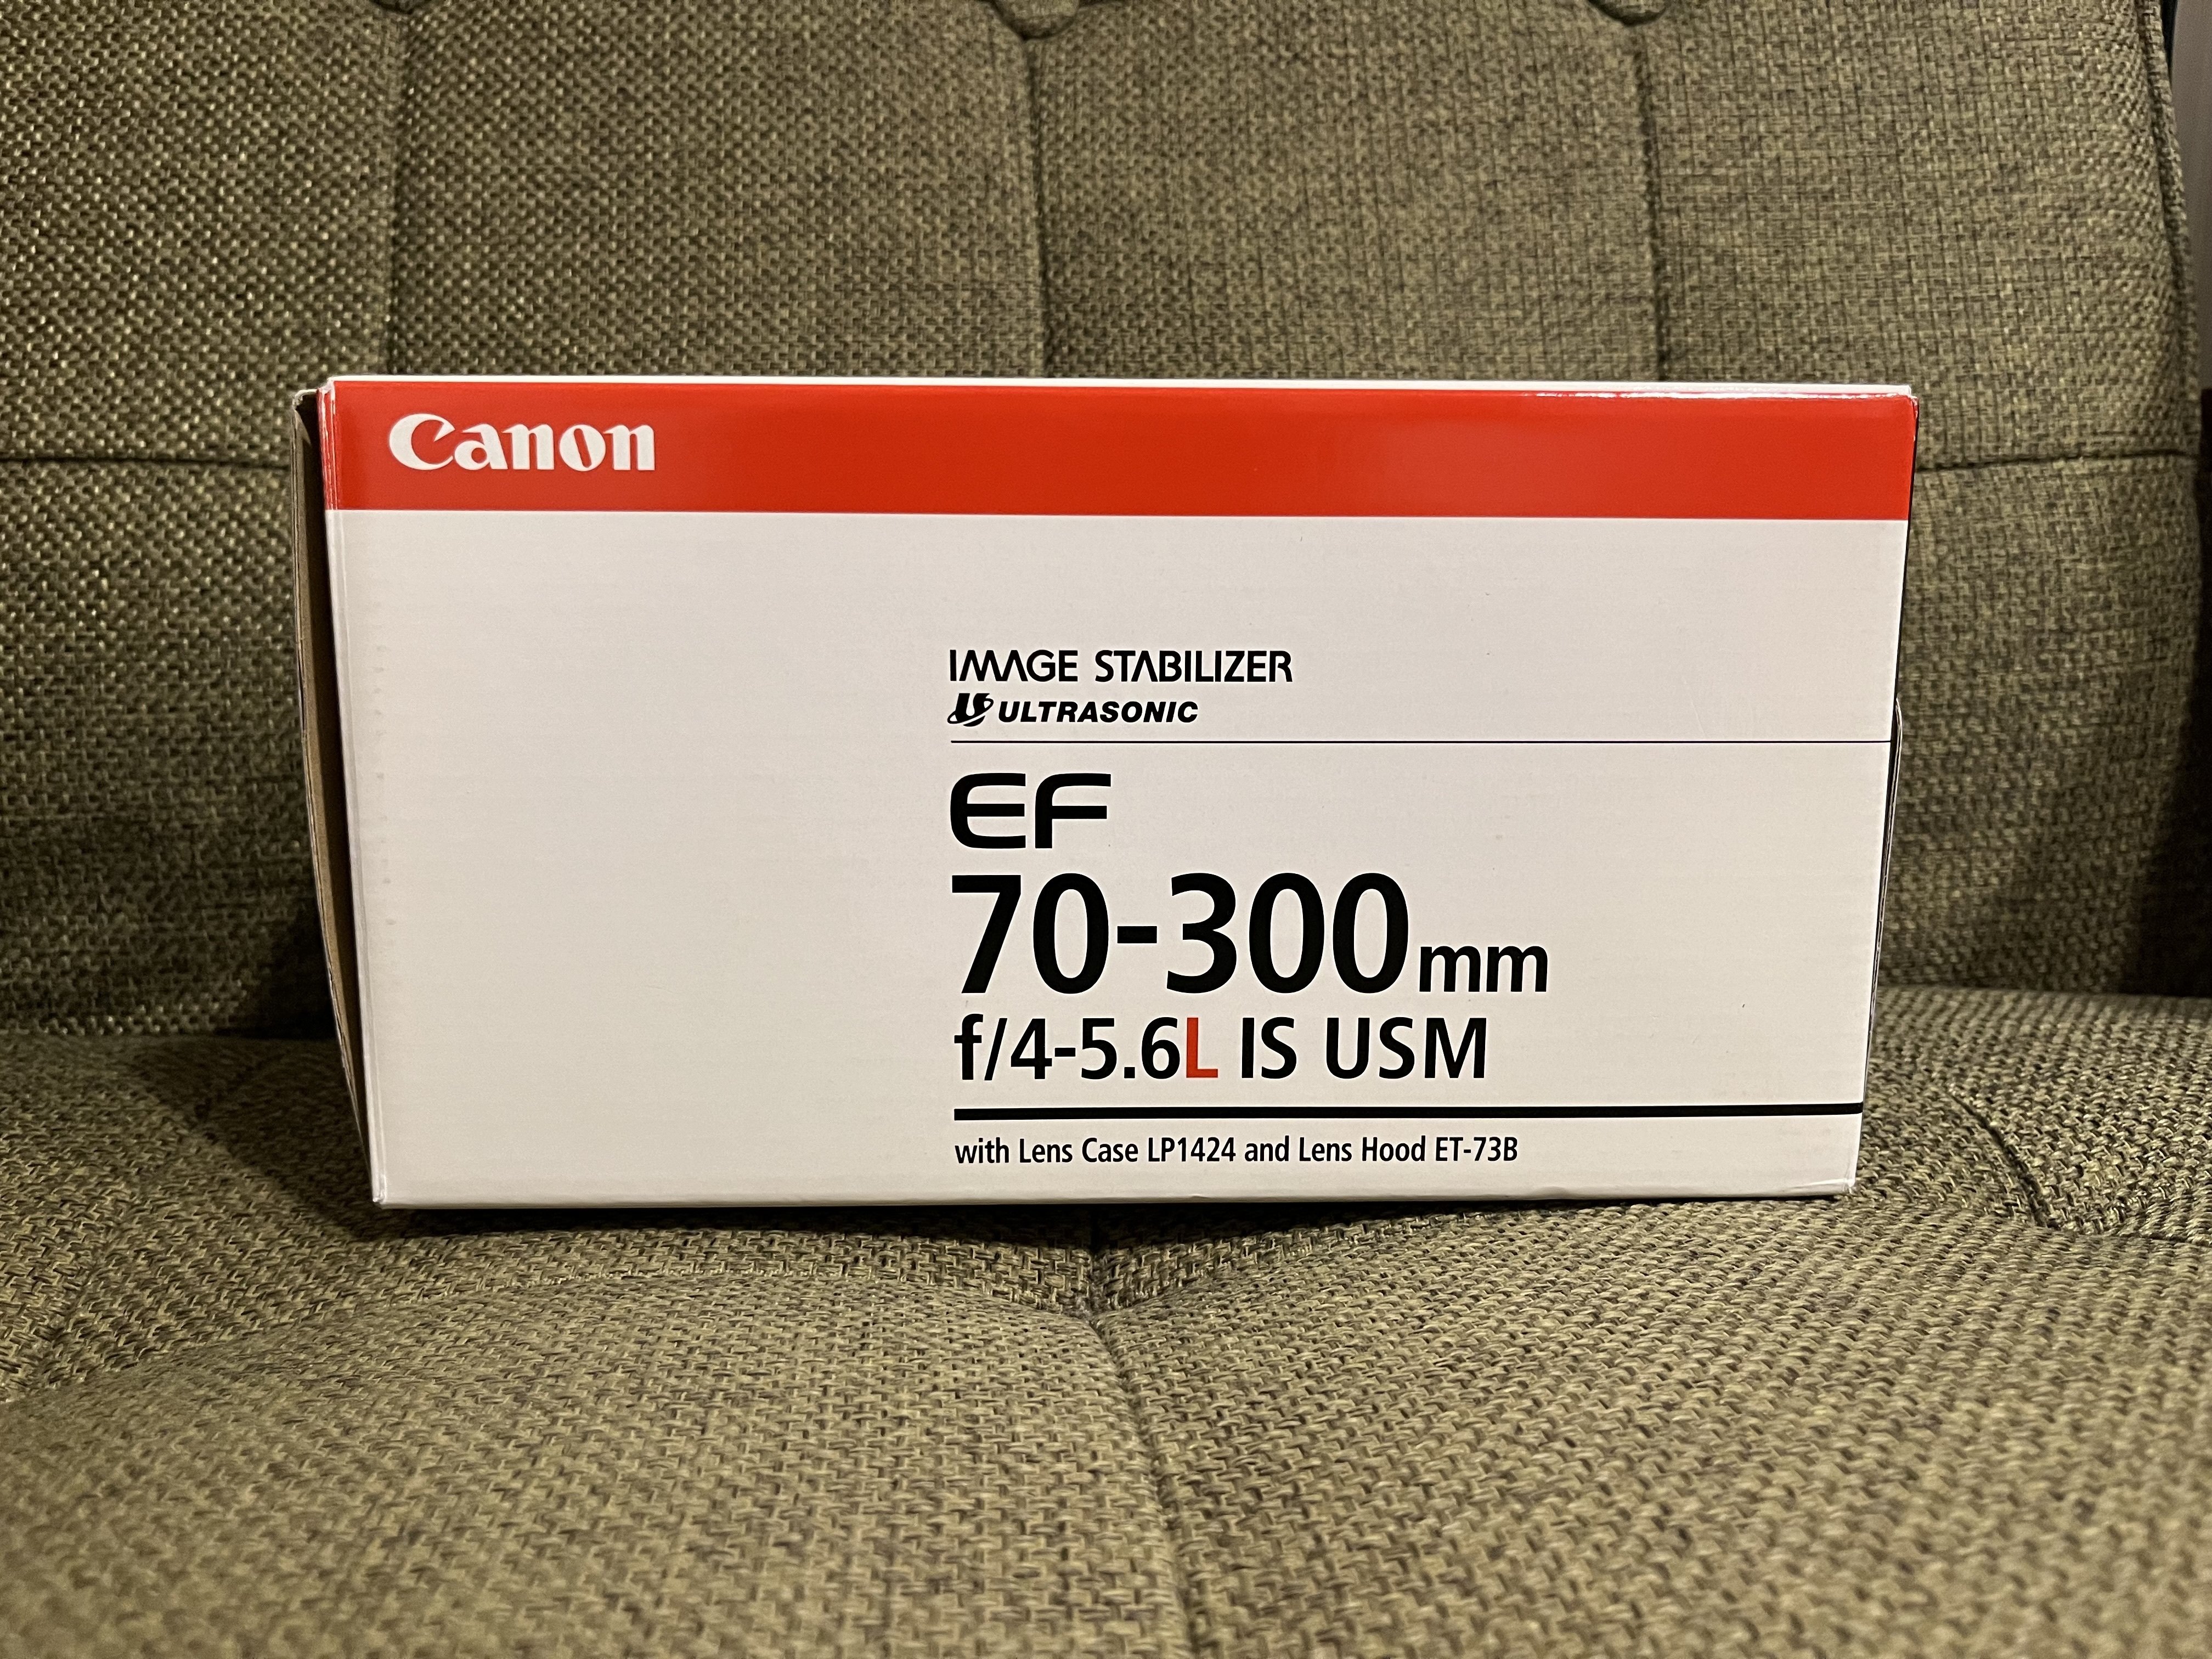 Canon
IMAGE STABILIZER
ULTRASONIC
EF
70-300mm
f/4-5.6L IS USM
with Lens Case LP1424 and Lens Hood ET-73B